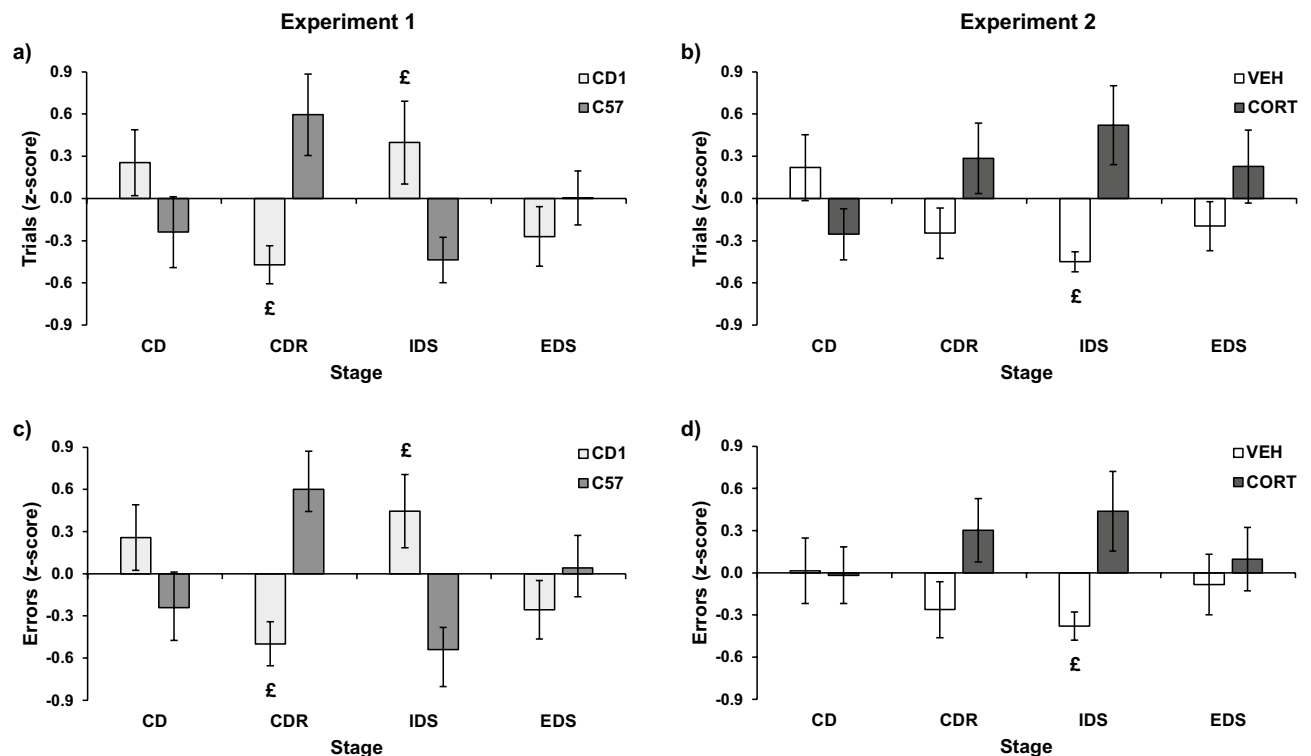 Experiment 1
Experiment 2
a)
0.9
0.6
0.3
0.0
-0.3
-0.6
-0.9
Trials (z-score)
£
£
CD1
C57
CD CDR IDS EDS
Stage
b)
0.9
0.6
0.3
0.0
-0.3
-0.6
-0.9
Trials (z-score)
£
VEH
CORT
CD CDR IDS EDS
Stage
c)
0.9
0.6
0.3
0.0
-0.3
-0.6
-0.9
Errors (z-score)
£
£
CD1
C57
CD CDR IDS EDS
Stage
d)
0.9
0.6
0.3
0.0
-0.3
-0.6
-0.9
Errors (z-score)
£
VEH
CORT
CD CDR IDS EDS
Stage